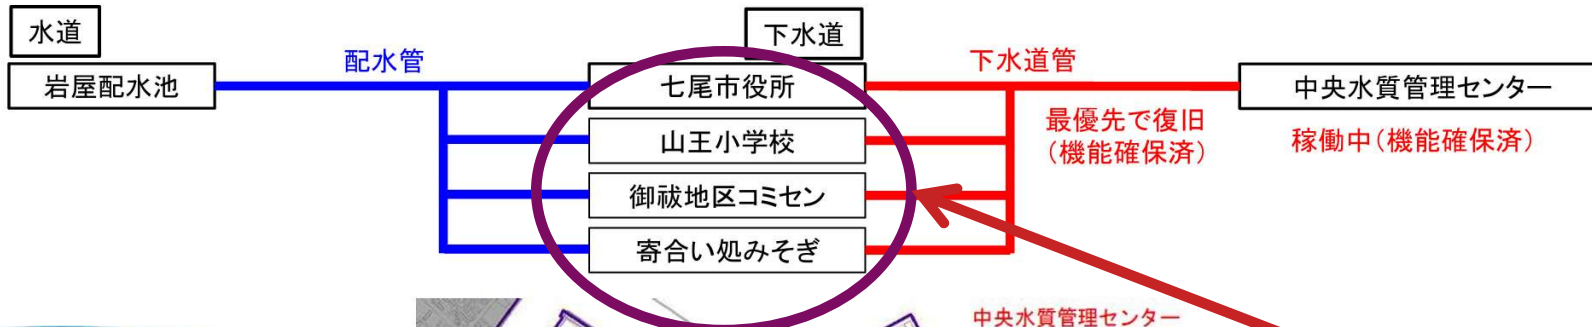 水道
下水道
配水管
下水道管
岩屋配水池
七尾市役所
中央水質管理センター
山王小学校
最優先で復旧
(機能確保済)
稼働中(機能確保済)
御祓地区コミセン
寄合い処みそぎ
中央水質管理センター